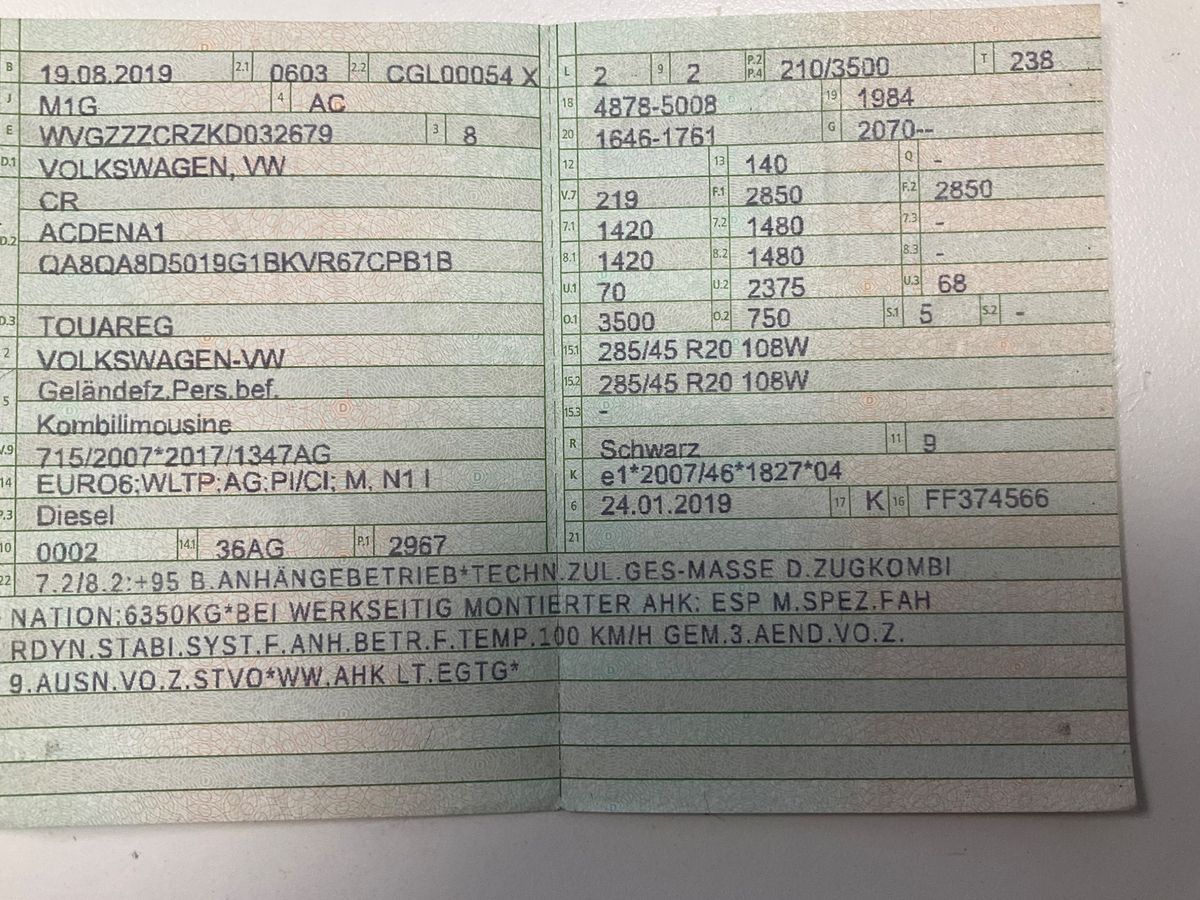 B 19.08.2019 2.1 0603 2.2 CGL00054 X
J M1G 4 AC
E WVGZZZCRZKD032679 3 8
D.1 VOLKSWAGEN, VW
CR
D.2 ACDENA1
QA8QA8D5019G1BKVR67CPB1B
D.3 TOUAREG
2 VOLKSWAGEN-VW
5 Geländefz.Pers.bef.
Kombilimousine
V.9 715/2007*2017/1347AG
14 EURO6;WLTP;AG;PI/CI; M, N1 I
P.3 Diesel
10 0002 14.1 36AG P.1 2967
L 2 9 2 P.2 P.4 210/3500 T 238
18 4878-5008 19 1984
20 1646-1761 G 2070--
12 13 140 Q -
V.7 219 F.1 2850 F.2 2850
7.1 1420 7.2 1480 7.3 -
8.1 1420 8.2 1480 8.3 -
U.1 70 U.2 2375 U.3 68
O.1 3500 O.2 750 S.1 5 S.2 -
15.1 285/45 R20 108W
15.2 285/45 R20 108W
15.3 -
R Schwarz 11 9
K e1*2007/46*1827*04
6 24.01.2019 17 K 16 FF374566
21
22 7.2/8.2:+95 B.ANHÄNGEBETRIEB*TECHN.ZUL.GES-MASSE D.ZUGKOMBI
NATION:6350KG*BEI WERKSEITIG MONTIERTER AHK: ESP M.SPEZ.FAH
RDYN.STABI.SYST.F.ANH.BETR.F.TEMP.100 KM/H GEM.3.AEND.VO.Z.
9.AUSN.VO.Z.STVO*WW.AHK LT.EGTG*